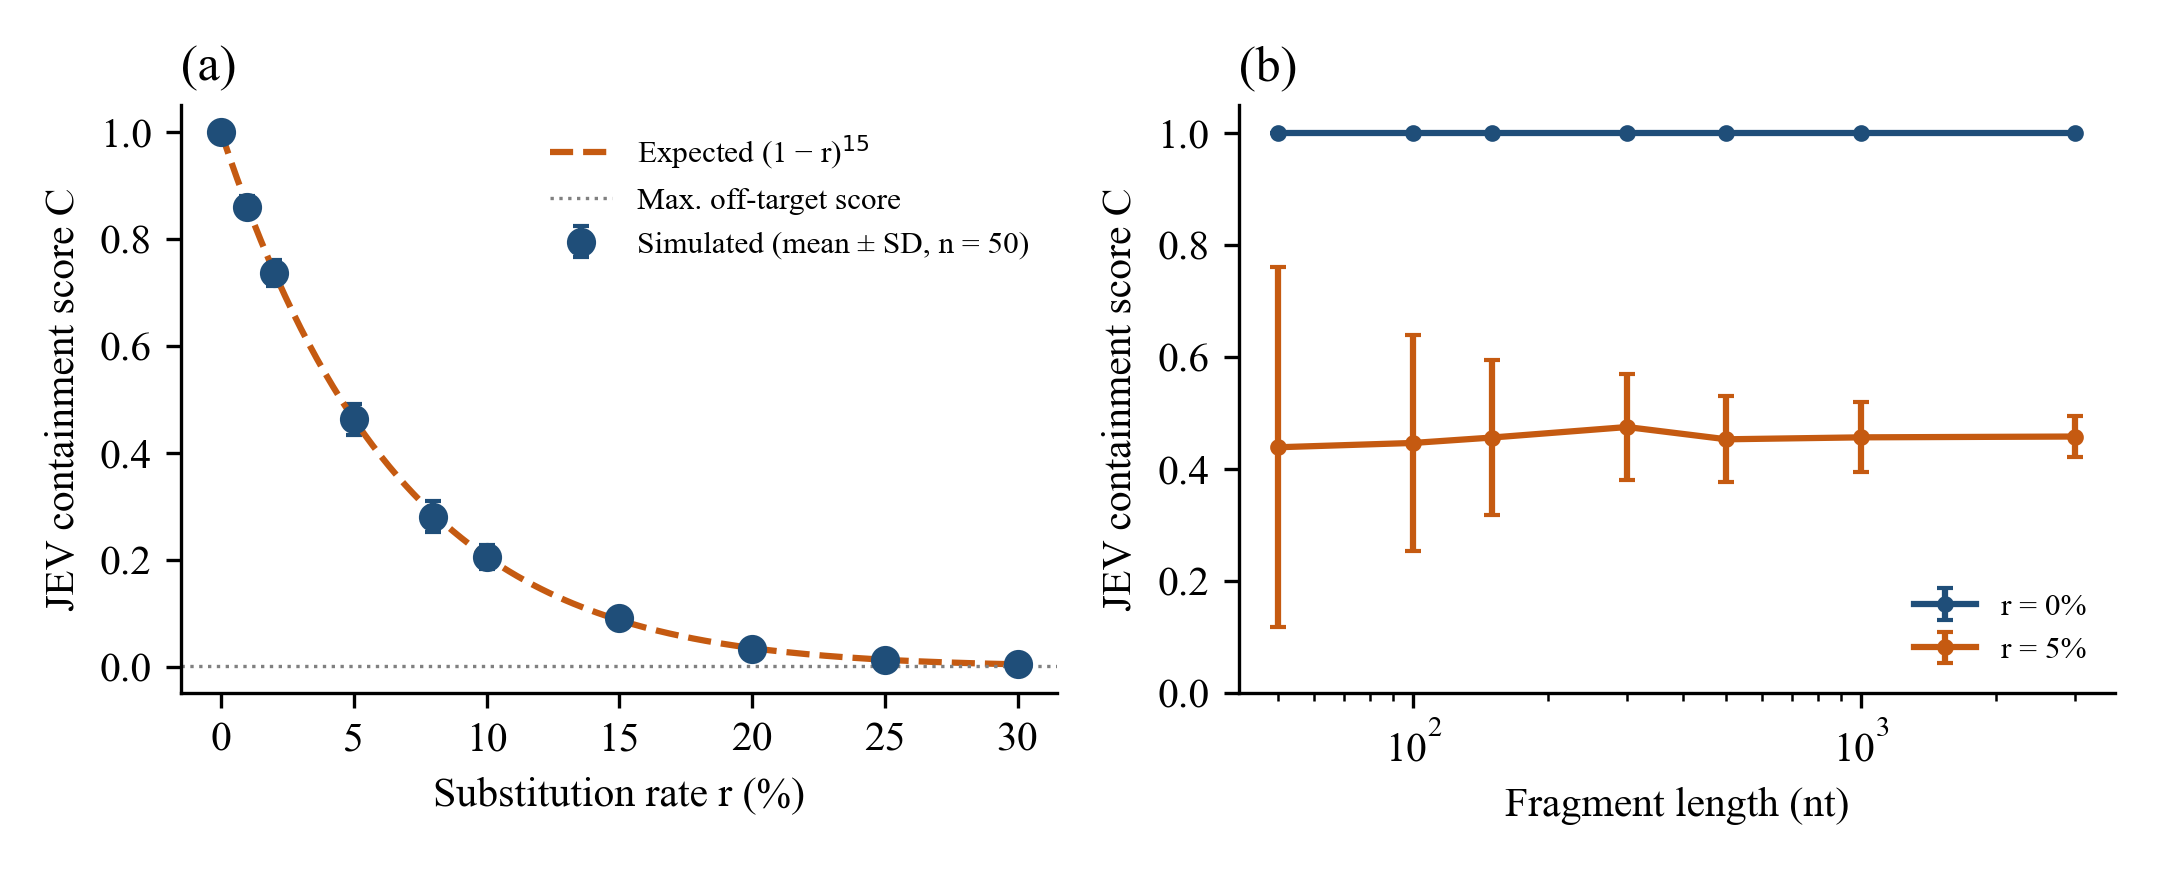 (a)
JEV containment score C
1.0
0.8
0.6
0.4
0.2
0.0
Expected (1 − r)¹⁵
Max. off-target score
Simulated (mean ± SD, n = 50)
0 5 10 15 20 25 30
Substitution rate r (%)
(b)
JEV containment score C
1.0
0.8
0.6
0.4
0.2
0.0
r = 0%
r = 5%
10² 10³
Fragment length (nt)